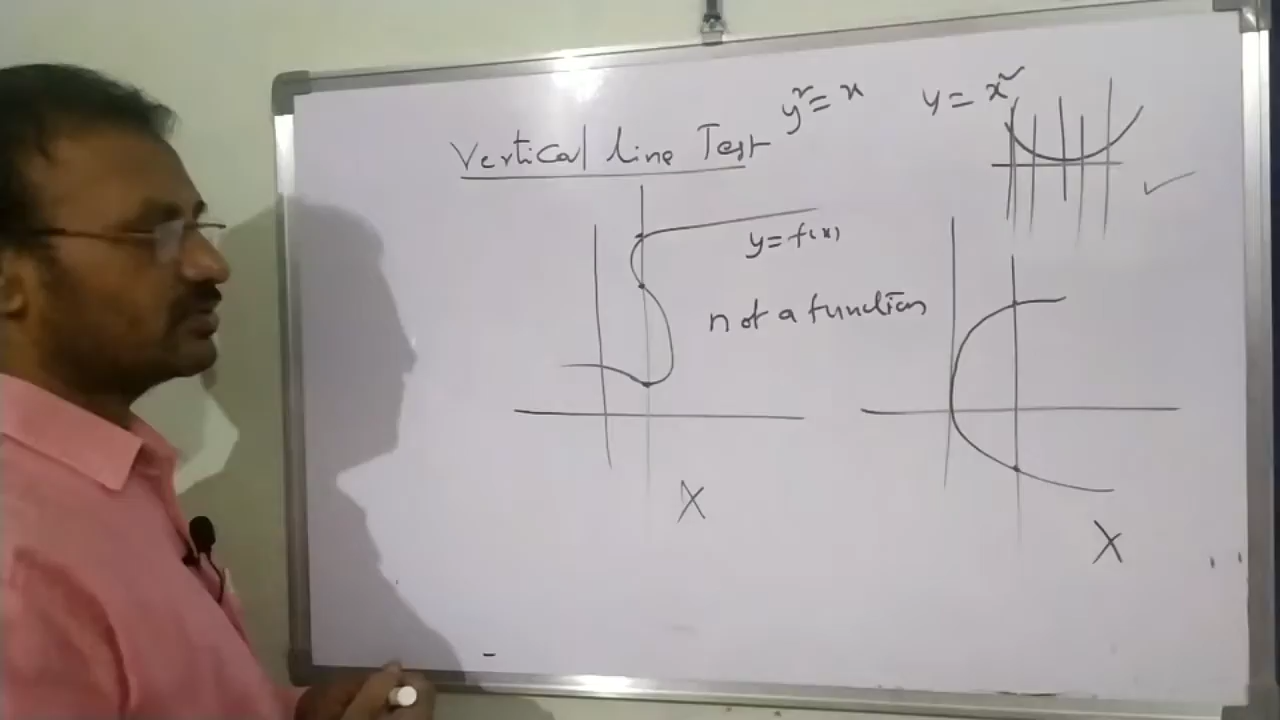 Vertical line Test
y² = x
y = x²
y = f(x)
not a function
X
X